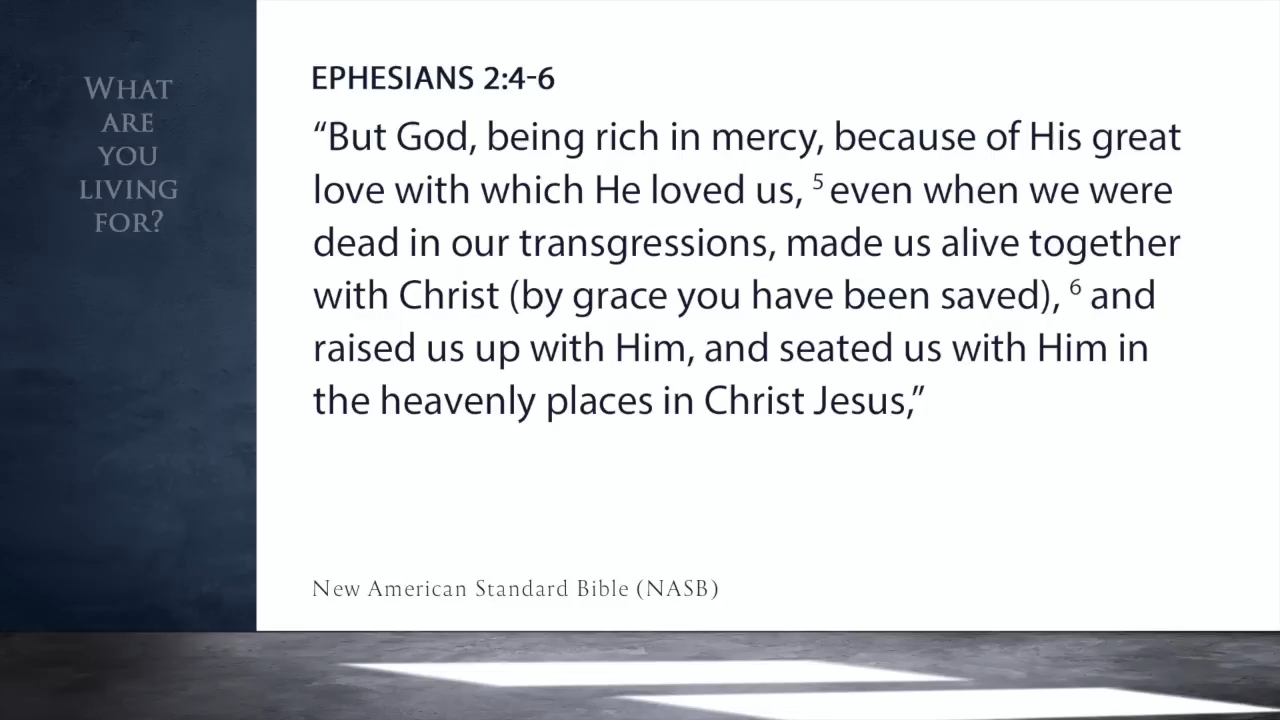 WHAT
ARE
YOU
LIVING
FOR?
EPHESIANS 2:4-6
“But God, being rich in mercy, because of His great
love with which He loved us, 5 even when we were
dead in our transgressions, made us alive together
with Christ (by grace you have been saved), 6 and
raised us up with Him, and seated us with Him in
the heavenly places in Christ Jesus,”
New American Standard Bible (NASB)